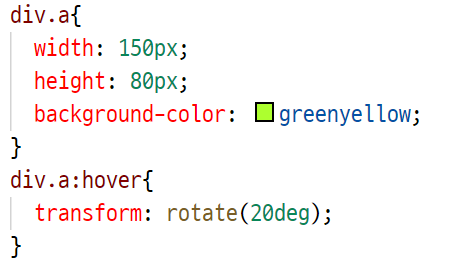 div.a{
width: 150px;
height: 80px;
background-color: greenyellow;
}
div.a:hover{
transform: rotate(20deg);
}